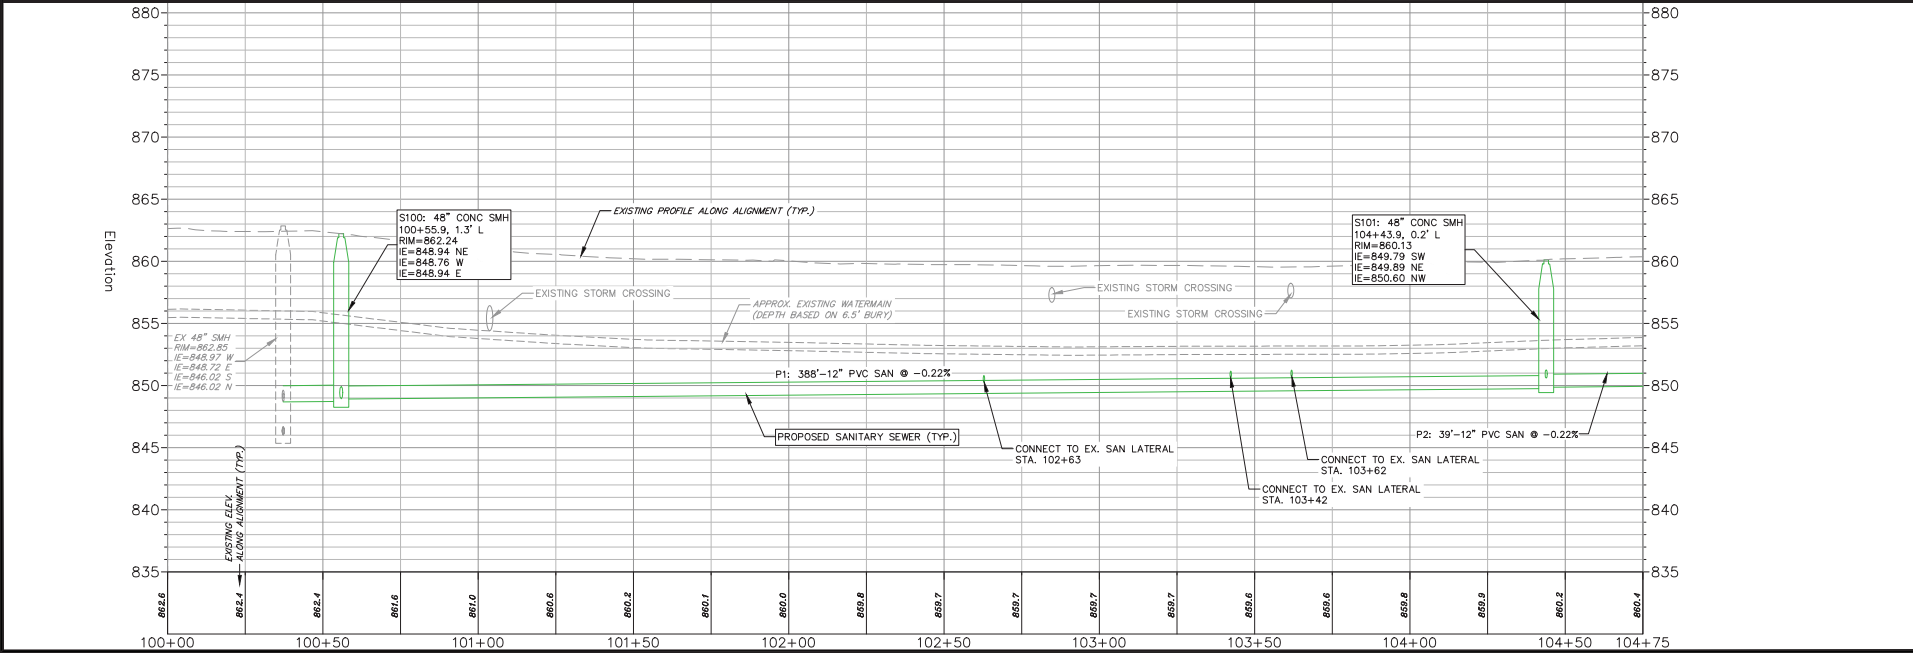 880
875
870
865
860
855
850
845
840
835
Elevation
880
875
870
865
860
855
850
845
840
835
S100: 48" CONC SMH
100+55.9, 1.3' L
RIM=862.24
IE=848.94 NE
IE=848.76 W
IE=848.94 E
EXISTING PROFILE ALONG ALIGNMENT (TYP.)
S101: 48" CONC SMH
104+43.9, 0.2' L
RIM=860.13
IE=849.79 SW
IE=849.89 NE
IE=850.60 NW
EXISTING STORM CROSSING
APPROX. EXISTING WATERMAIN
(DEPTH BASED ON 6.5' BURY)
EXISTING STORM CROSSING
EXISTING STORM CROSSING
EX 48" SMH
RIM=862.85
IE=848.97 W
IE=848.72 E
IE=846.02 S
IE=846.02 N
P1: 388'-12" PVC SAN @ -0.22%
PROPOSED SANITARY SEWER (TYP.)
CONNECT TO EX. SAN LATERAL
STA. 102+63
P2: 39'-12" PVC SAN @ -0.22%
CONNECT TO EX. SAN LATERAL
STA. 103+62
CONNECT TO EX. SAN LATERAL
STA. 103+42
EXISTING ELEV.
ALONG ALIGNMENT (TYP.)
862.6
862.4
862.4
861.6
861.0
860.6
860.2
860.1
860.0
859.8
859.7
859.7
859.7
859.7
859.6
859.6
859.8
859.9
860.2
860.4
100+00
100+50
101+00
101+50
102+00
102+50
103+00
103+50
104+00
104+50
104+75